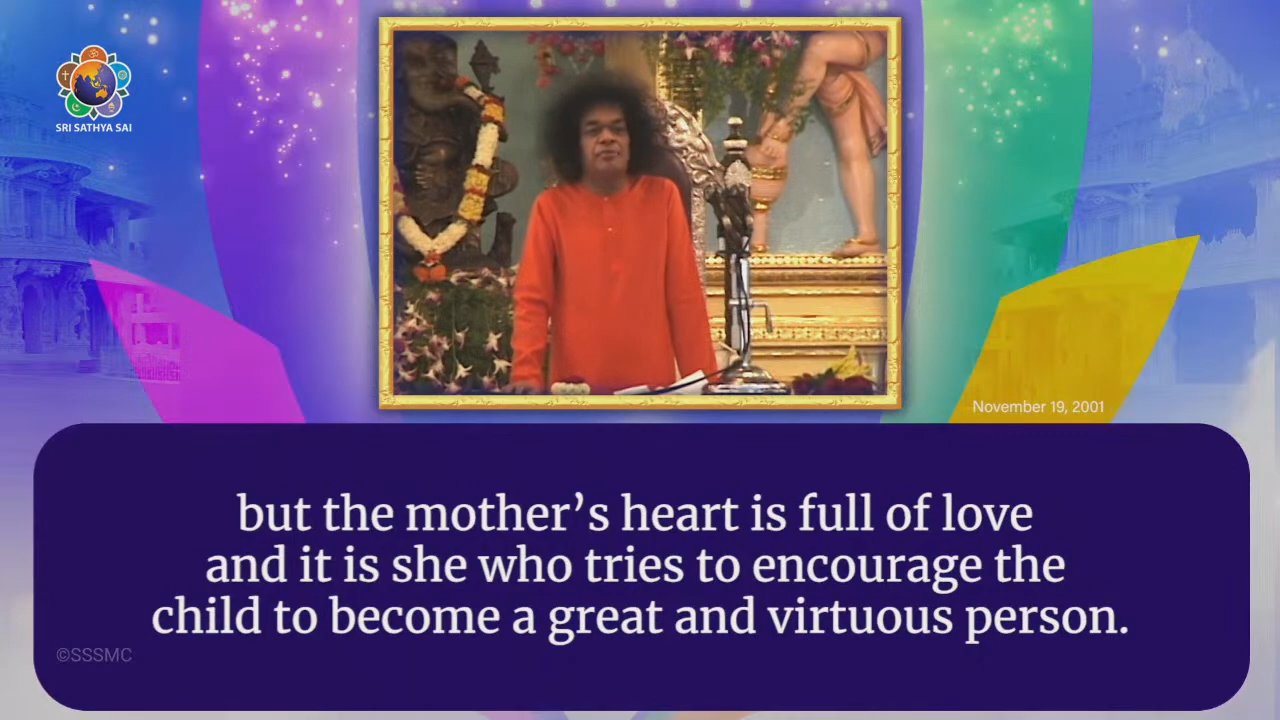 SRI SATHYA SAI
November 19, 2001
but the mother’s heart is full of love
and it is she who tries to encourage the
child to become a great and virtuous person.
©SSSMC